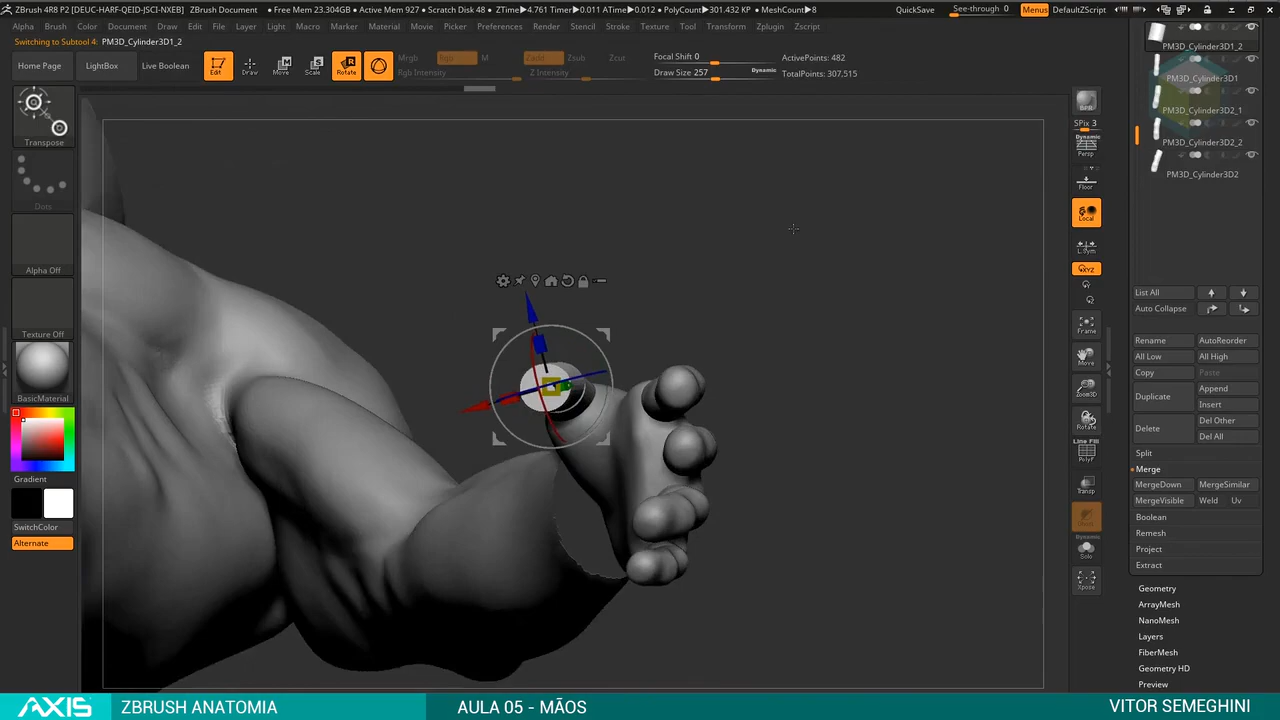 ZBrush 4R8 P2 [DEUC-HARF-QEID-JSCI-NXEB] ZBrush Document • Free Mem 23.304GB • Active Mem 927 • Scratch Disk 48 • ZTime▶4.761 Timer▶0.011 ATime▶0.012 • PolyCount▶301.432 KP • MeshCount▶8 QuickSave See-through 0 Menus DefaultZScript
Alpha Brush Color Document Draw Edit File Layer Light Macro Marker Material Movie Picker Preferences Render Stencil Stroke Texture Tool Transform Zplugin Zscript
Switching to Subtool 4: PM3D_Cylinder3D1_2
Home Page LightBox Live Boolean Edit Draw Move Scale Rotate
Mrgb Rgb M Zadd Zsub Zcut
Rgb Intensity Z Intensity
Focal Shift 0
Draw Size 257 Dynamic
ActivePoints: 482
TotalPoints: 307,515
Transpose
Dots
Alpha Off
Texture Off
BasicMaterial
Gradient
SwitchColor
Alternate
BPR
SPix 3
Dynamic
Persp
Floor
Local
L.Sym
XYZ
Frame
Move
Zoom3D
Rotate
Line Fill
PolyF
Transp
Dynamic
Solo
Xpose
PM3D_Cylinder3D1_2
PM3D_Cylinder3D1
PM3D_Cylinder3D2_1
PM3D_Cylinder3D2_2
PM3D_Cylinder3D2
List All
Auto Collapse
Rename AutoReorder
All Low All High
Copy Paste
Duplicate Append
Insert
Delete Del Other
Del All
Split
Merge
MergeDown MergeSimilar
MergeVisible Weld Uv
Boolean
Remesh
Project
Extract
Geometry
ArrayMesh
NanoMesh
Layers
FiberMesh
Geometry HD
Preview
AXIS ZBRUSH ANATOMIA AULA 05 - MÃOS VITOR SEMEGHINI